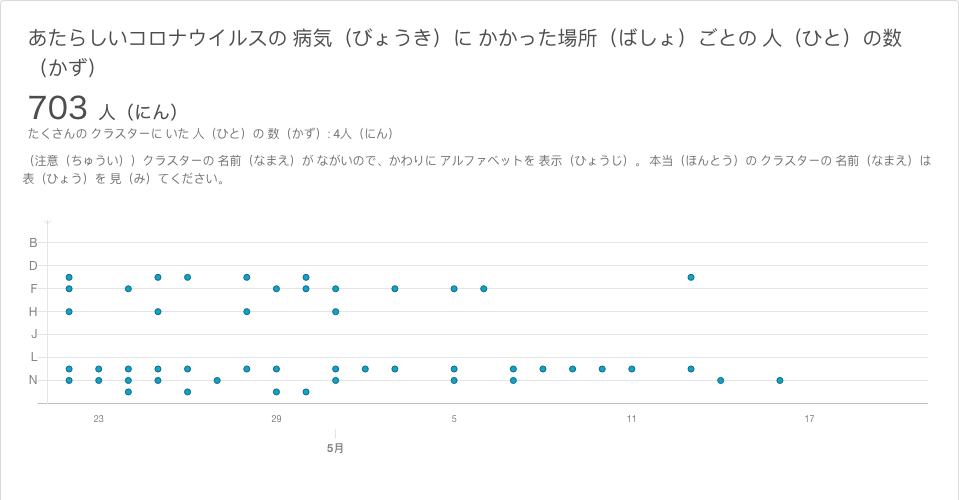 あたらしいコロナウイルスの 病気（びょうき）に かかった場所（ばしょ）ごとの 人（ひと）の数
（かず）
703 人（にん）
たくさんの クラスターに いた 人（ひと）の 数（かず）: 4人（にん）
（注意（ちゅうい））クラスターの 名前（なまえ）が ながいので、かわりに アルファベットを 表示（ひょうじ）。 本当（ほんとう）の クラスターの 名前（なまえ）は
表（ひょう）を 見（み）てください。
B
D
F
H
J
L
N
23 29 5 11 17
5月